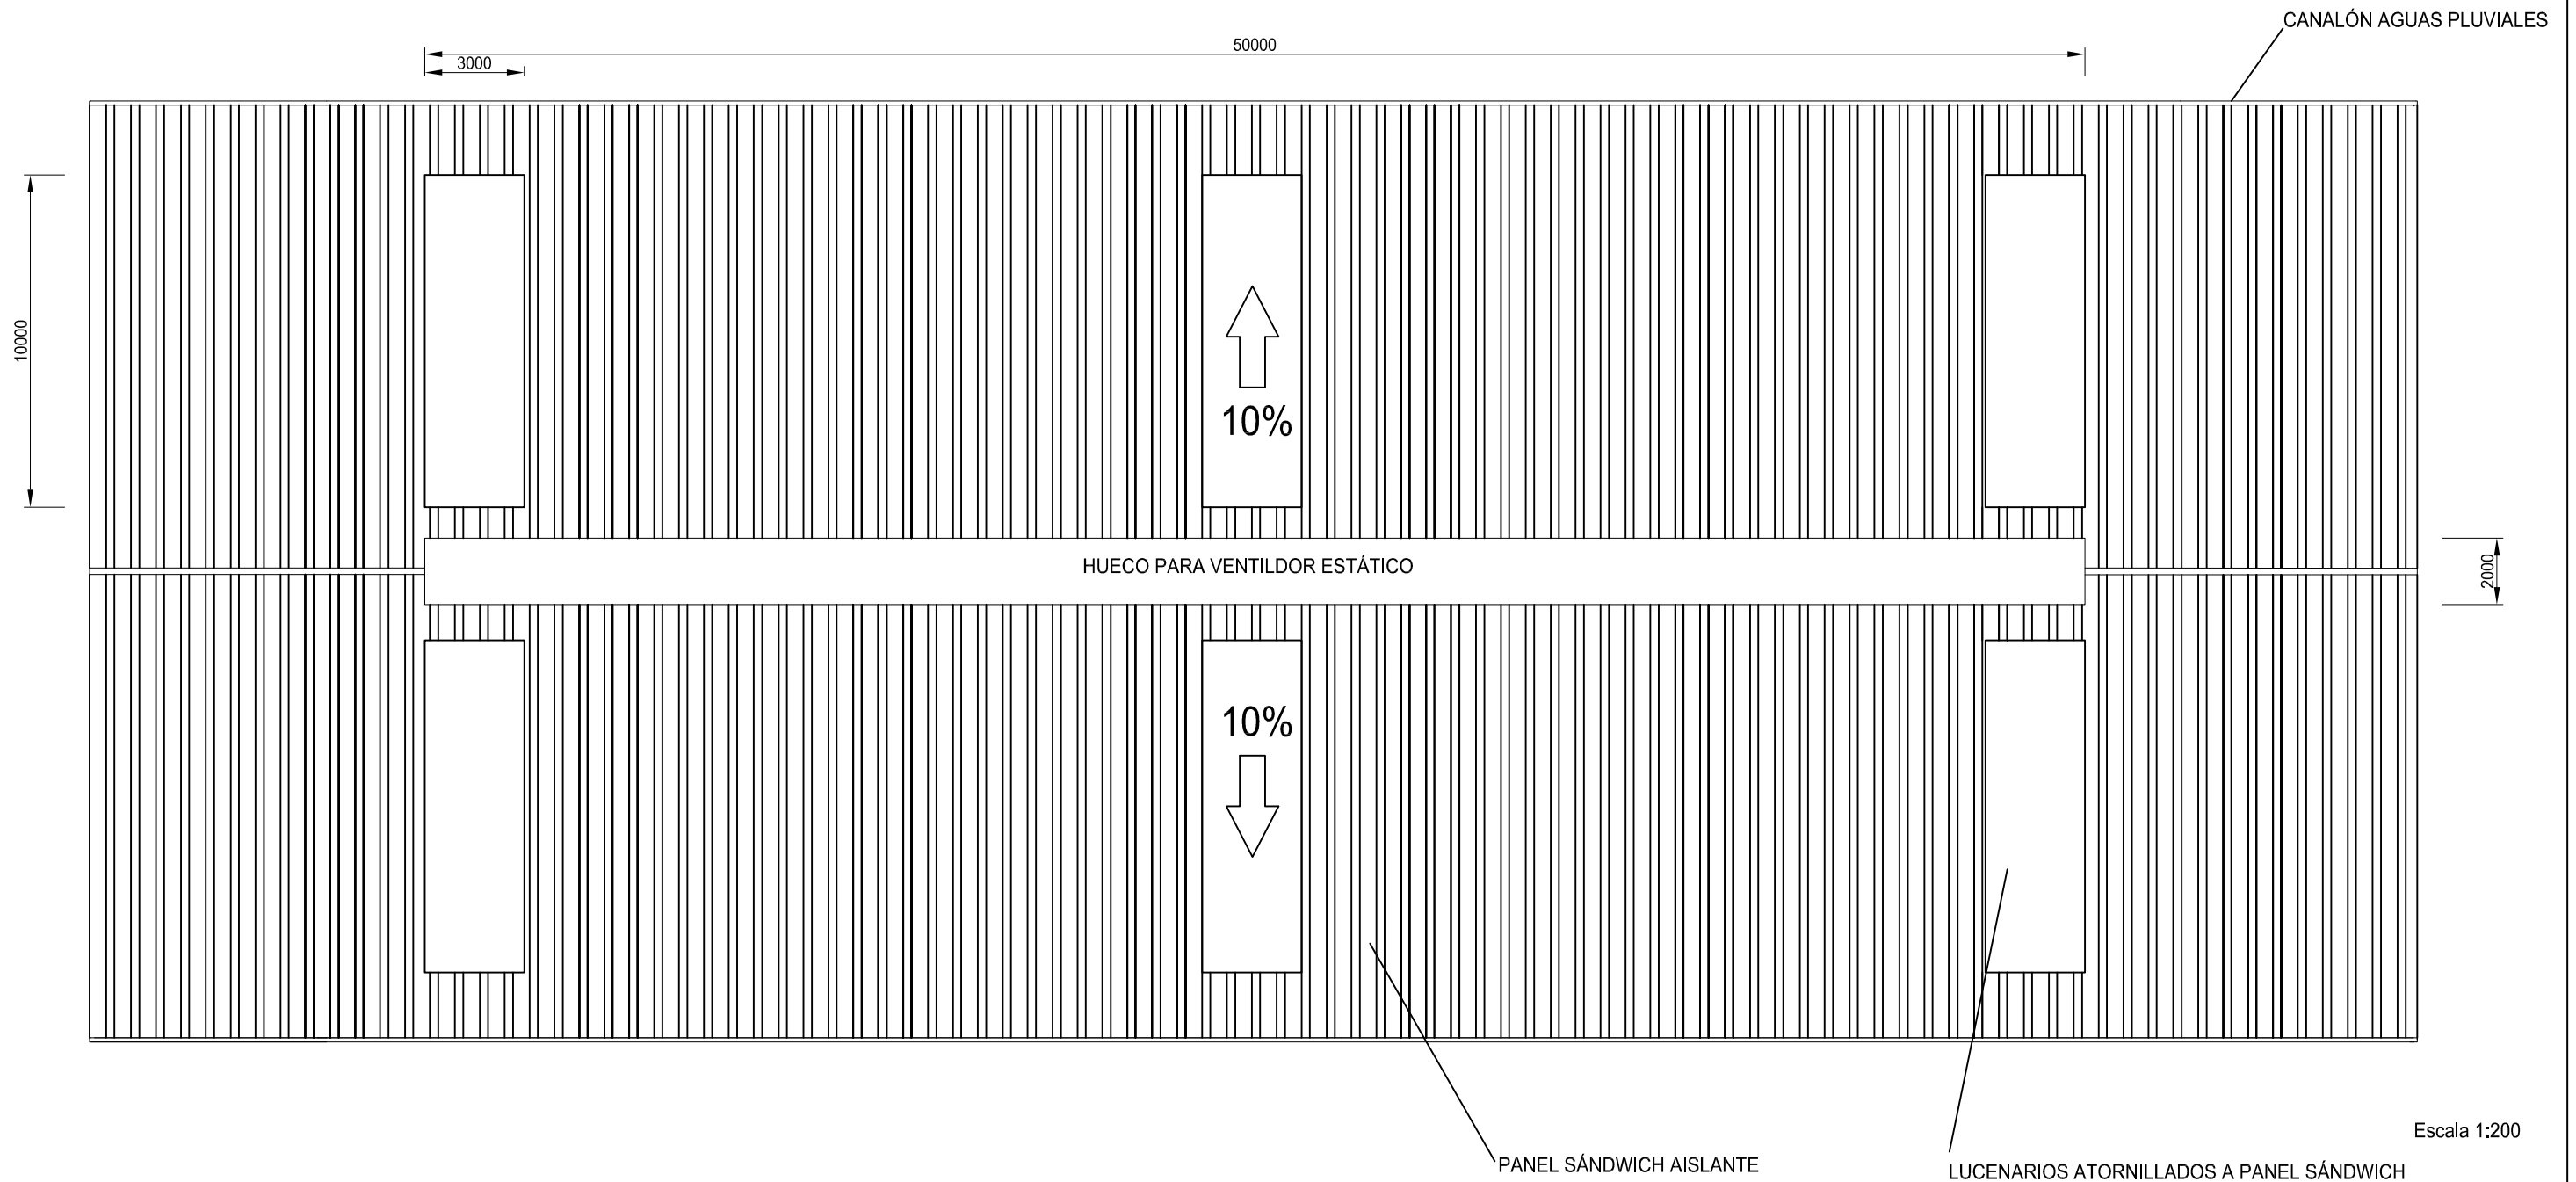 CANALÓN AGUAS PLUVIALES
50000
3000
10000
10%
HUECO PARA VENTILDOR ESTÁTICO
2000
10%
Escala 1:200
PANEL SÁNDWICH AISLANTE
LUCENARIOS ATORNILLADOS A PANEL SÁNDWICH